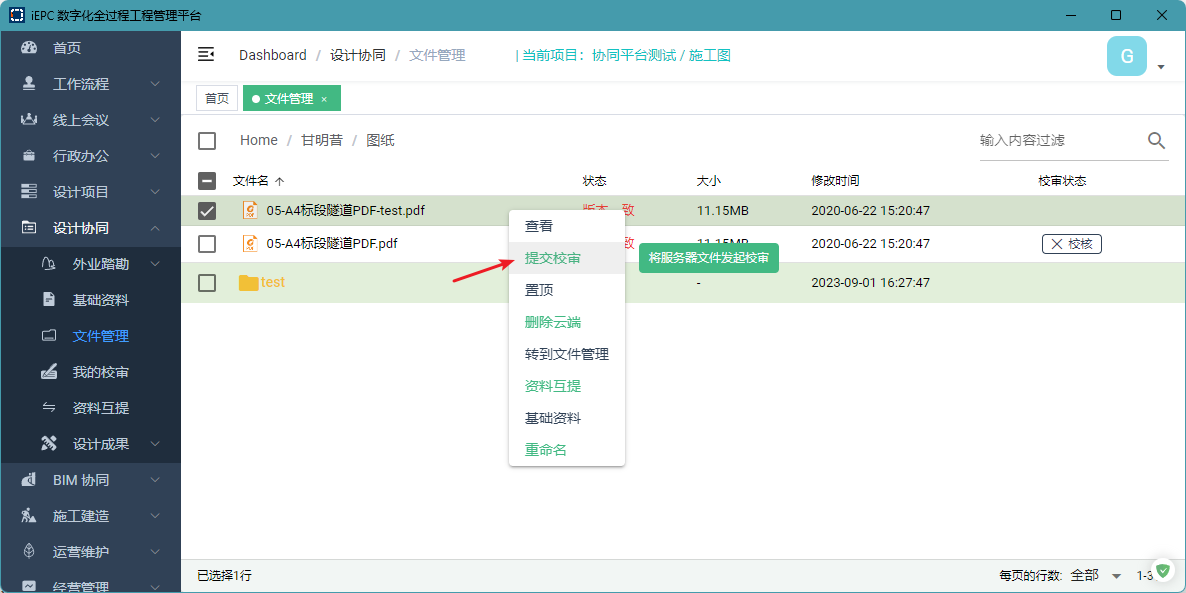 iEPC 数字化全过程工程管理平台
首页
工作流程
线上会议
行政办公
设计项目
设计协同
外业踏勘
基础资料
文件管理
我的校审
资料互提
设计成果
BIM 协同
施工建造
运营维护
经营管理
Dashboard / 设计协同 / 文件管理 | 当前项目：协同平台测试 / 施工图
G
首页 文件管理 ×
Home / 甘明昔 / 图纸 输入内容过滤
文件名 状态 大小 修改时间 校审状态
05-A4标段隧道PDF-test.pdf 版本 致 11.15MB 2020-06-22 15:20:47
05-A4标段隧道PDF.pdf 致 11.15MB 2020-06-22 15:20:47 校核
test - 2023-09-01 16:27:47
查看
提交校审 将服务器文件发起校审
置顶
删除云端
转到文件管理
资料互提
基础资料
重命名
已选择1行 每页的行数: 全部 1-3